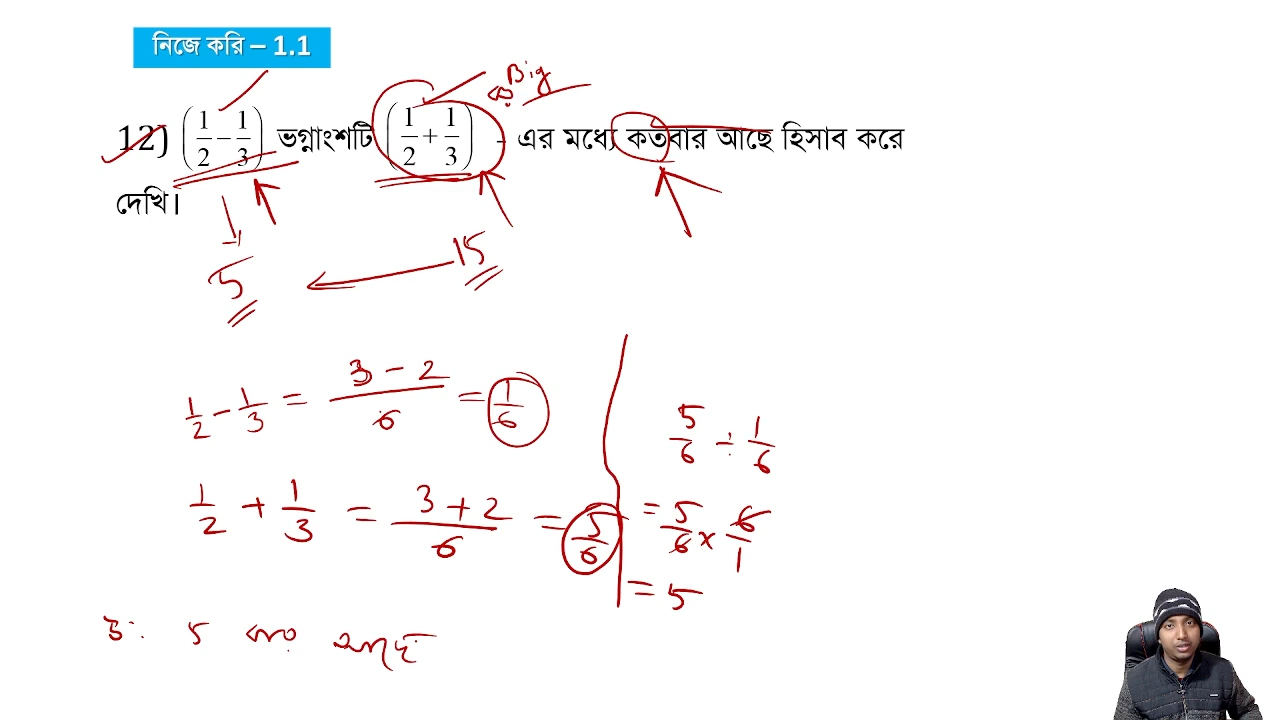 নিজে করি – 1.1
Big
12) (1/2 − 1/3) ভগ্নাংশটি (1/2 + 1/3) - এর মধ্যে কতবার আছে হিসাব করে
দেখি।
5 15
1/2 − 1/3 = (3 − 2)/6 = 1/6
1/2 + 1/3 = (3 + 2)/6 = 5/6
5/6 ÷ 1/6
= 5/6 × 6/1
= 5
উঃ 5 বার আছে